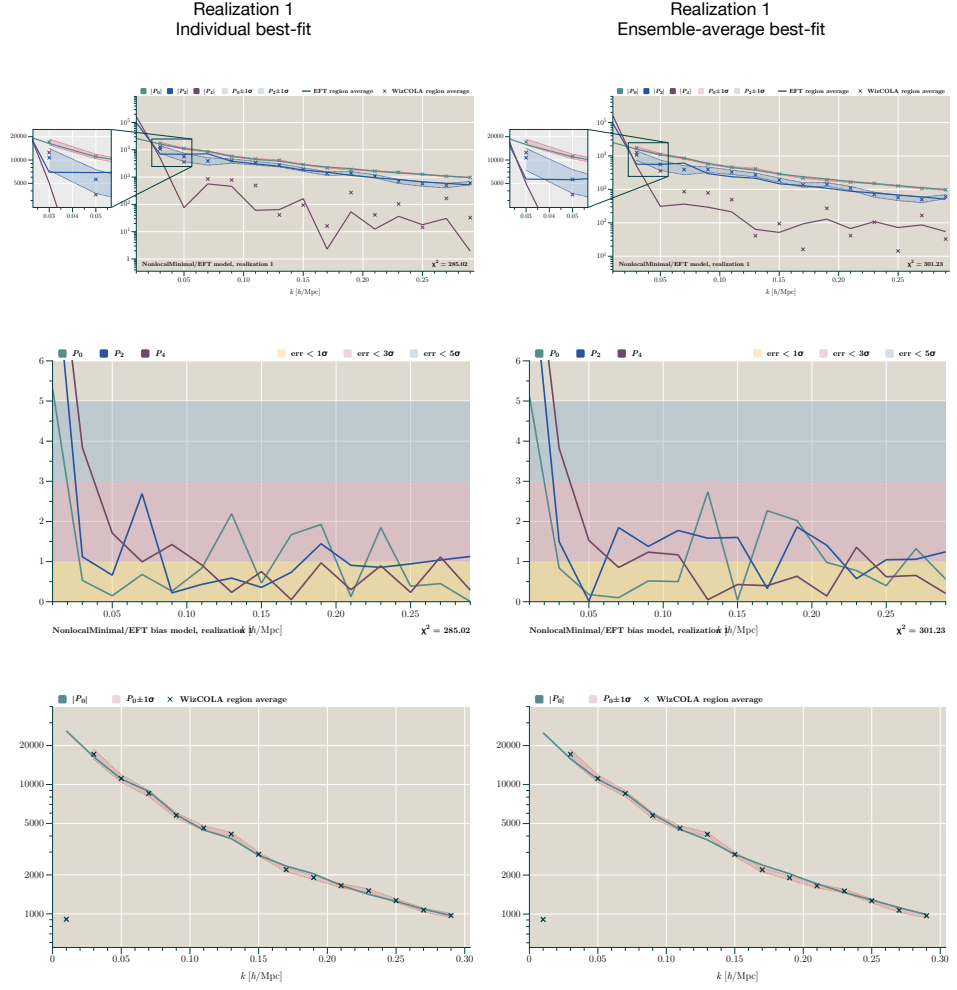 Realization 1
Individual best-fit
Realization 1
Ensemble-average best-fit
|P₀| |P₂| |P₄| P₀±1σ P₂±1σ EFT region average × WizCOLA region average
10⁵
10⁴
10³
10²
10
1
20000
10000
5000
0.03 0.05
NonlocalMinimal/EFT model, realization 1
χ² = 285.02
0.05 0.10 0.15 0.20 0.25
k [h/Mpc]
|P₀| |P₂| |P₄| P₀±1σ P₂±1σ EFT region average × WizCOLA region average
10⁵
10⁴
10³
10²
10¹
20000
10000
5000
0.03 0.05
NonlocalMinimal/EFT model, realization 1
χ² = 301.23
0.05 0.10 0.15 0.20 0.25
k [h/Mpc]
P₀ P₂ P₄ err < 1σ err < 3σ err < 5σ
6
5
4
3
2
1
0
0.05 0.10 0.15 0.20 0.25
NonlocalMinimal/EFT bias model, realization 1
k [h/Mpc]
χ² = 285.02
P₀ P₂ P₄ err < 1σ err < 3σ err < 5σ
6
5
4
3
2
1
0
0.05 0.10 0.15 0.20 0.25
NonlocalMinimal/EFT bias model, realization 1
k [h/Mpc]
χ² = 301.23
|P₀| P₀±1σ × WizCOLA region average
20000
10000
5000
2000
1000
0 0.05 0.10 0.15 0.20 0.25 0.30
k [h/Mpc]
|P₀| P₀±1σ × WizCOLA region average
20000
10000
5000
2000
1000
0 0.05 0.10 0.15 0.20 0.25 0.30
k [h/Mpc]